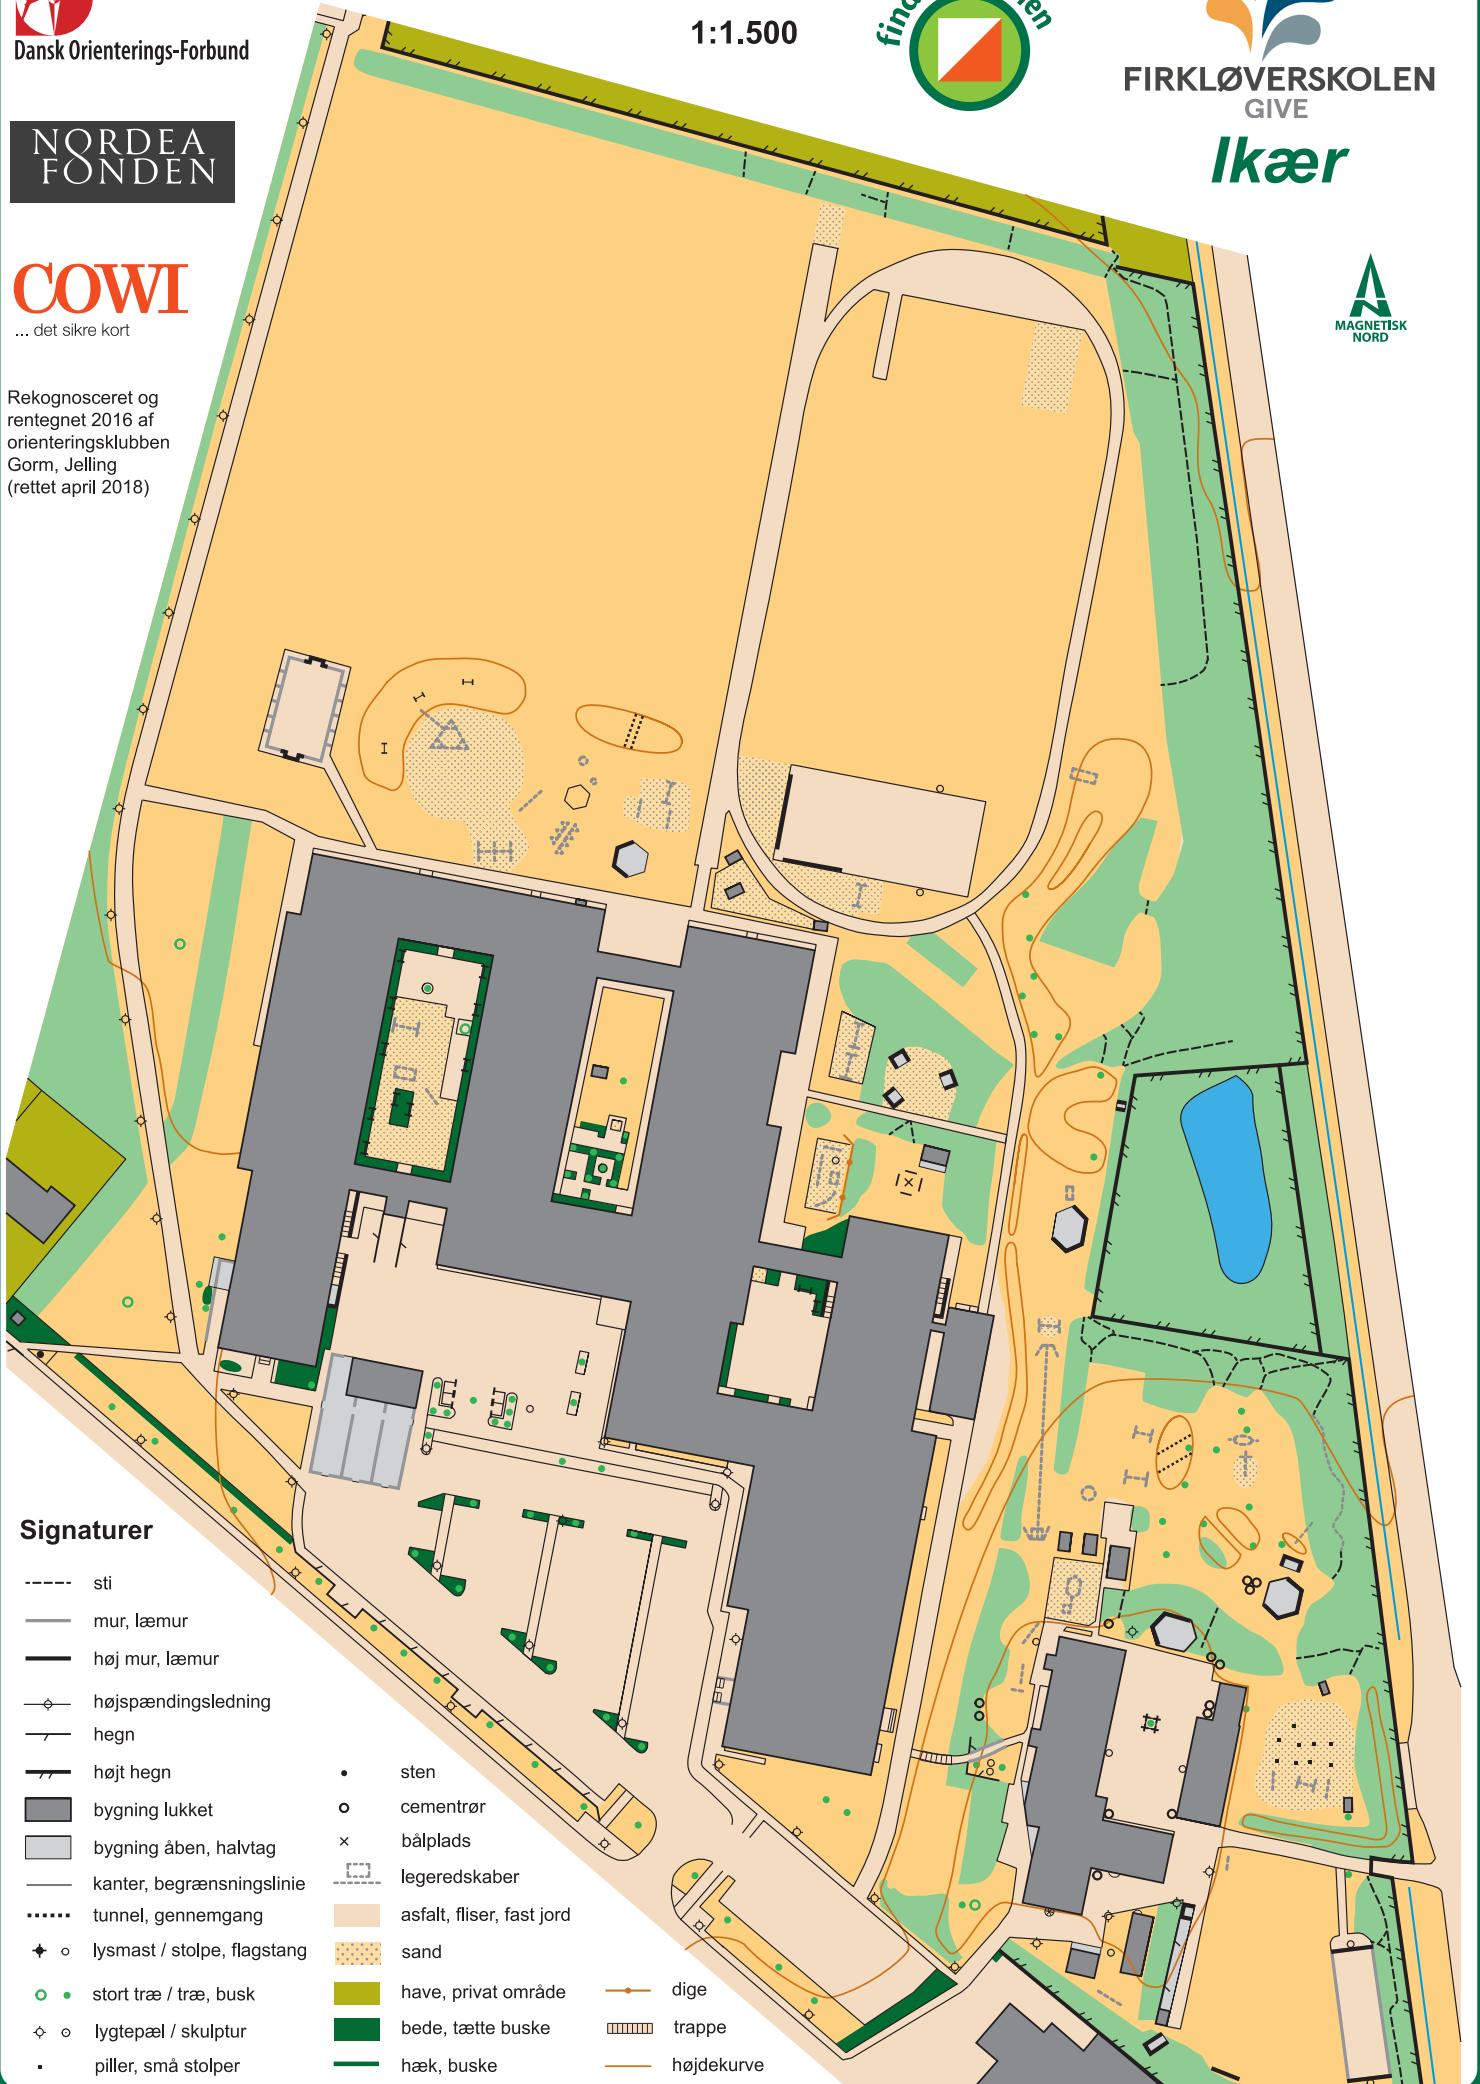 Dansk Orienterings-Forbund
1:1.500
FIRKLØVERSKOLEN
GIVE
Ikær
NORDEA
FONDEN
COWI
... det sikre kort
MAGNETISK
NORD
Rekognosceret og
rentegnet 2016 af
orienteringsklubben
Gorm, Jelling
(rettet april 2018)
Signaturer
sti
mur, læmur
høj mur, læmur
højspændingsledning
hegn
højt hegn
bygning lukket
bygning åben, halvtag
kanter, begrænsningslinie
tunnel, gennemgang
lysmast / stolpe, flagstang
stort træ / træ, busk
lygtepæl / skulptur
piller, små stolper
sten
cementrør
bålplads
legeredskaber
asfalt, fliser, fast jord
sand
have, privat område
bede, tætte buske
hæk, buske
dige
trappe
højdekurve